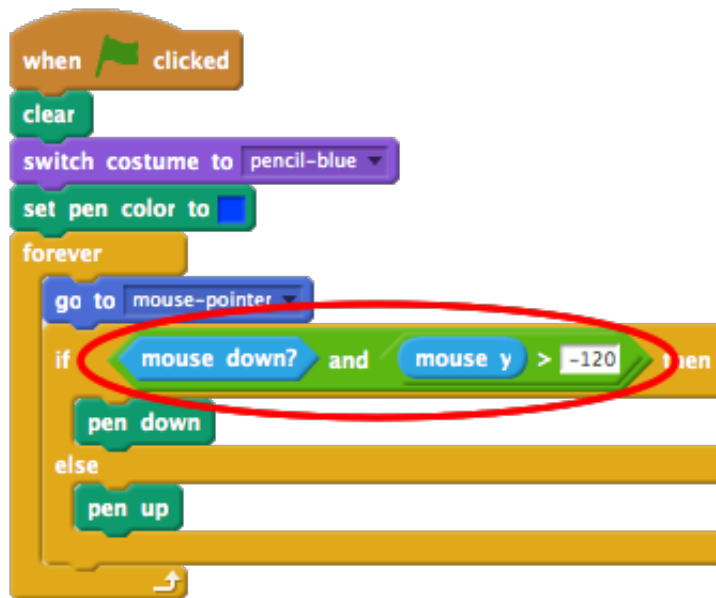 when clicked
clear
switch costume to pencil-blue
set pen color to
forever
go to mouse-pointer
if mouse down? and mouse y > -120 then
pen down
else
pen up